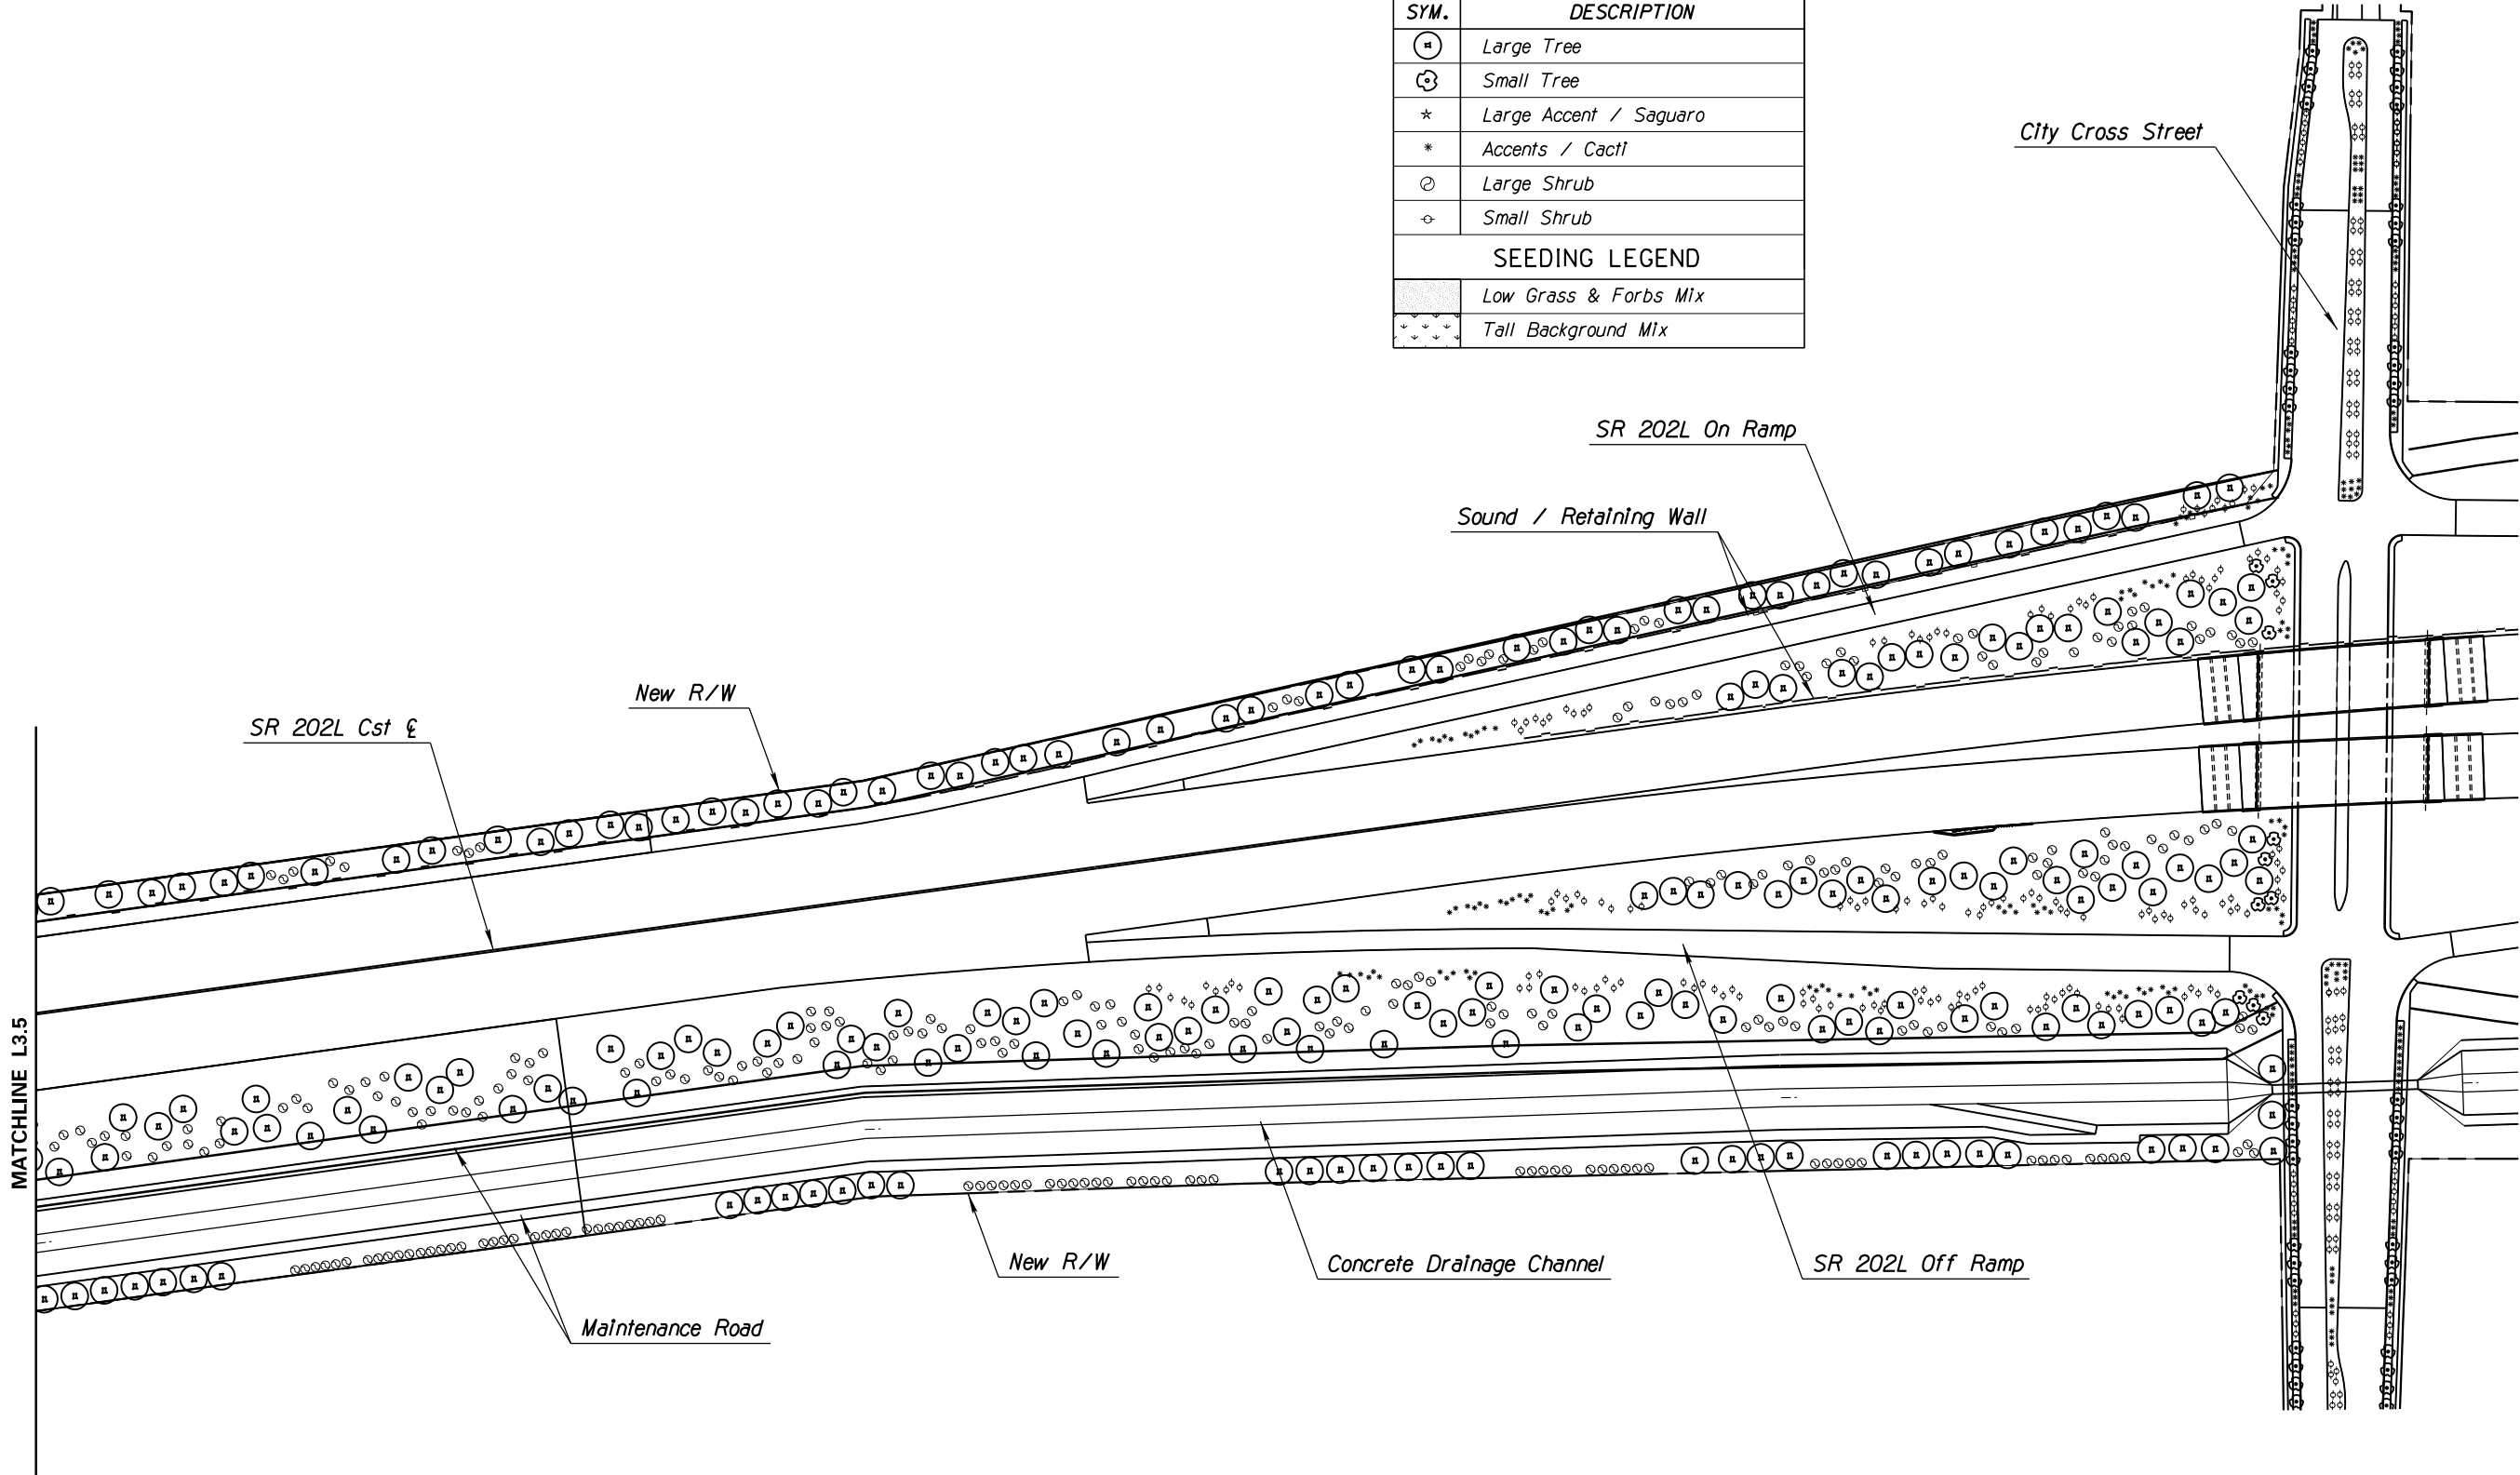 SYM. DESCRIPTION
Large Tree
Small Tree
Large Accent / Saguaro
Accents / Cacti
Large Shrub
Small Shrub
SEEDING LEGEND
Low Grass & Forbs Mix
Tall Background Mix
City Cross Street
SR 202L On Ramp
Sound / Retaining Wall
New R/W
SR 202L Cst ℄
MATCHLINE L3.5
New R/W
Concrete Drainage Channel
SR 202L Off Ramp
Maintenance Road